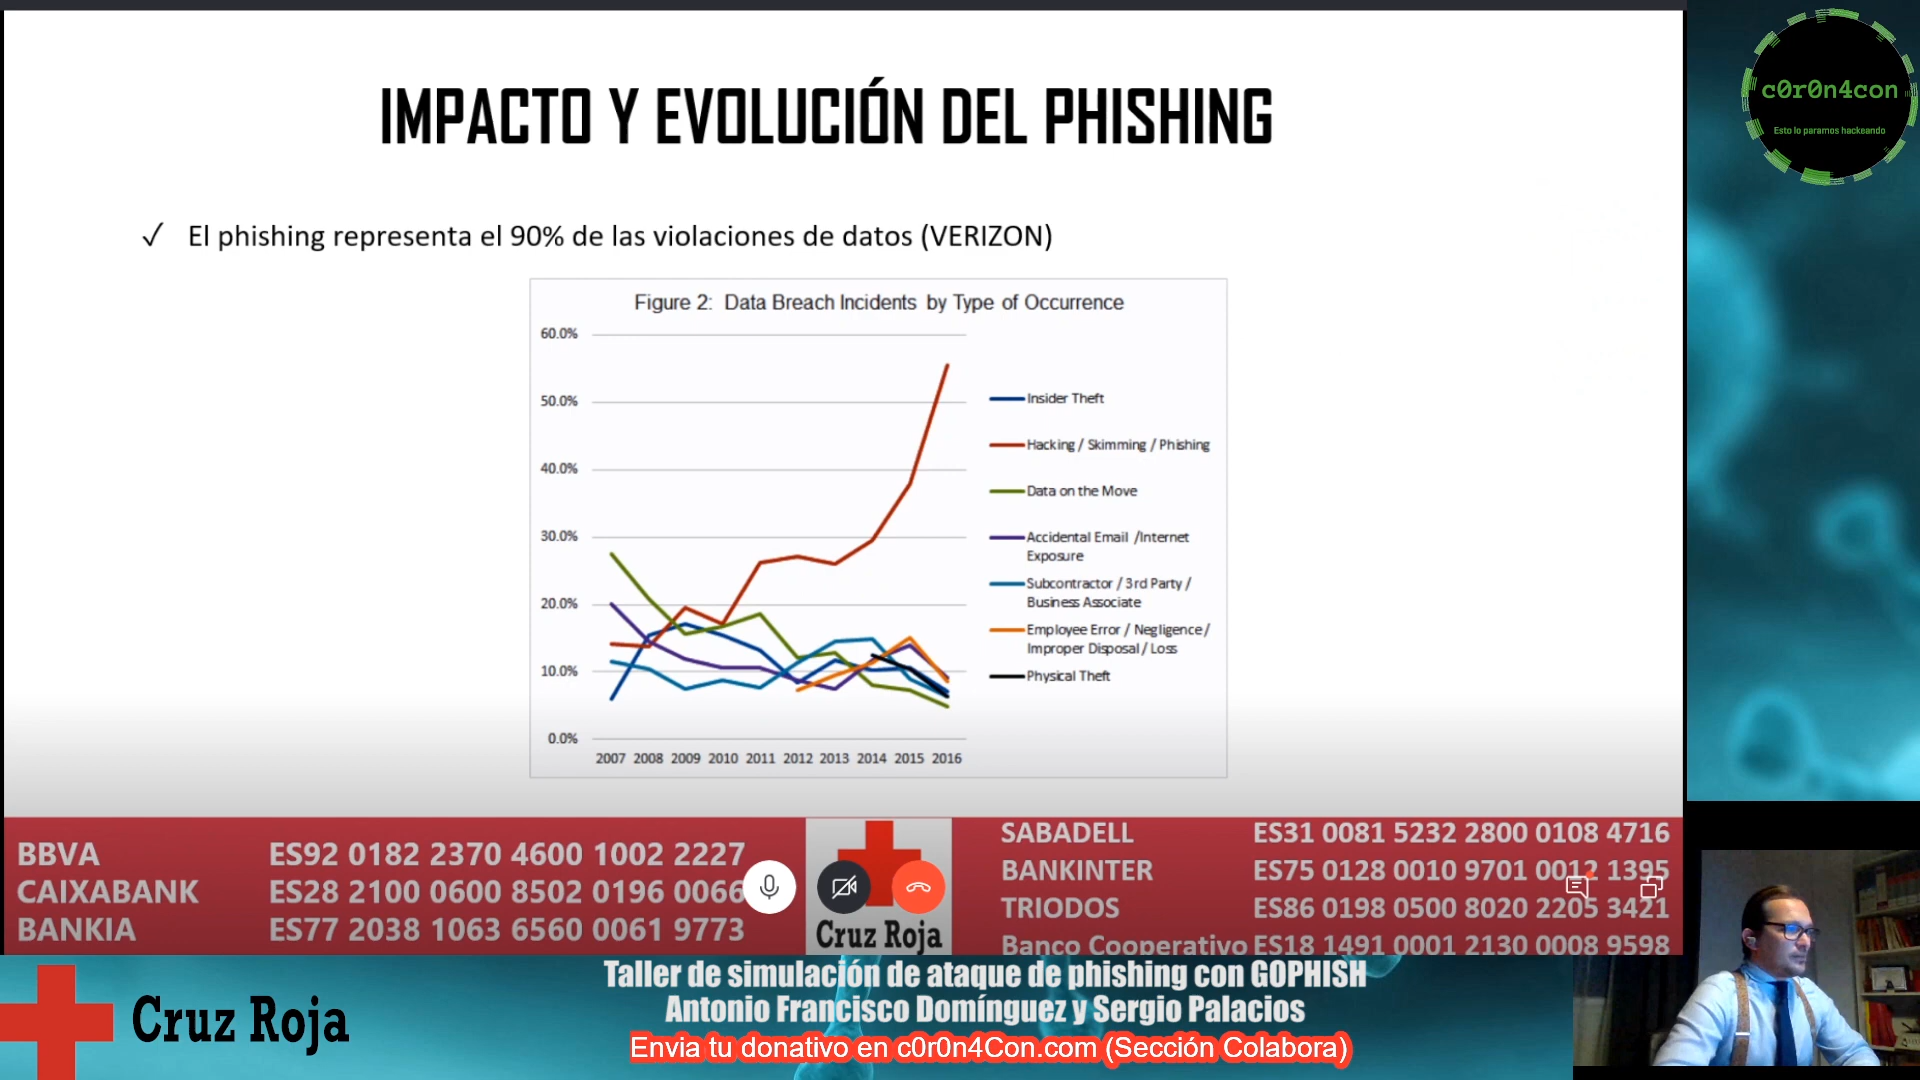 IMPACTO Y EVOLUCIÓN DEL PHISHING
✓ El phishing representa el 90% de las violaciones de datos (VERIZON)
Figure 2: Data Breach Incidents by Type of Occurrence
60.0%
50.0%
40.0%
30.0%
20.0%
10.0%
0.0%
2007 2008 2009 2010 2011 2012 2013 2014 2015 2016
Insider Theft
Hacking / Skimming / Phishing
Data on the Move
Accidental Email /Internet
Exposure
Subcontractor / 3rd Party /
Business Associate
Employee Error / Negligence /
Improper Disposal / Loss
Physical Theft
c0r0n4con
Esto lo paramos hackeando
BBVA ES92 0182 2370 4600 1002 2227
CAIXABANK ES28 2100 0600 8502 0196 0066
BANKIA ES77 2038 1063 6560 0061 9773
Cruz Roja
SABADELL ES31 0081 5232 2800 0108 4716
BANKINTER ES75 0128 0010 9701 0012 1395
TRIODOS ES86 0198 0500 8020 2205 3421
Banco Cooperativo ES18 1491 0001 2130 0008 9598
Cruz Roja
Taller de simulación de ataque de phishing con GOPHISH
Antonio Francisco Domínguez y Sergio Palacios
Envia tu donativo en c0r0n4Con.com (Sección Colabora)